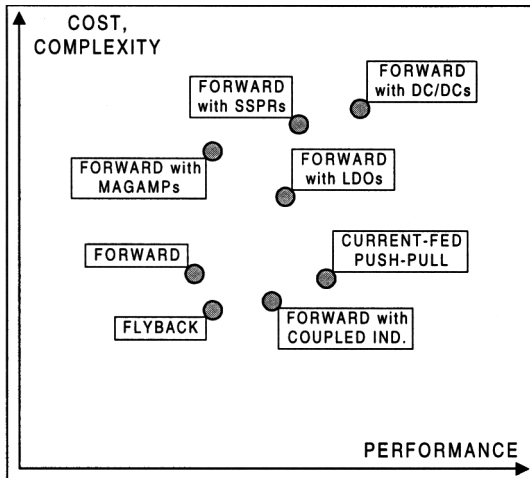 COST,
COMPLEXITY
FORWARD
with DC/DCs
FORWARD
with SSPRs
FORWARD with
MAGAMPs
FORWARD
with LDOs
FORWARD
CURRENT-FED
PUSH-PULL
FLYBACK
FORWARD with
COUPLED IND.
PERFORMANCE